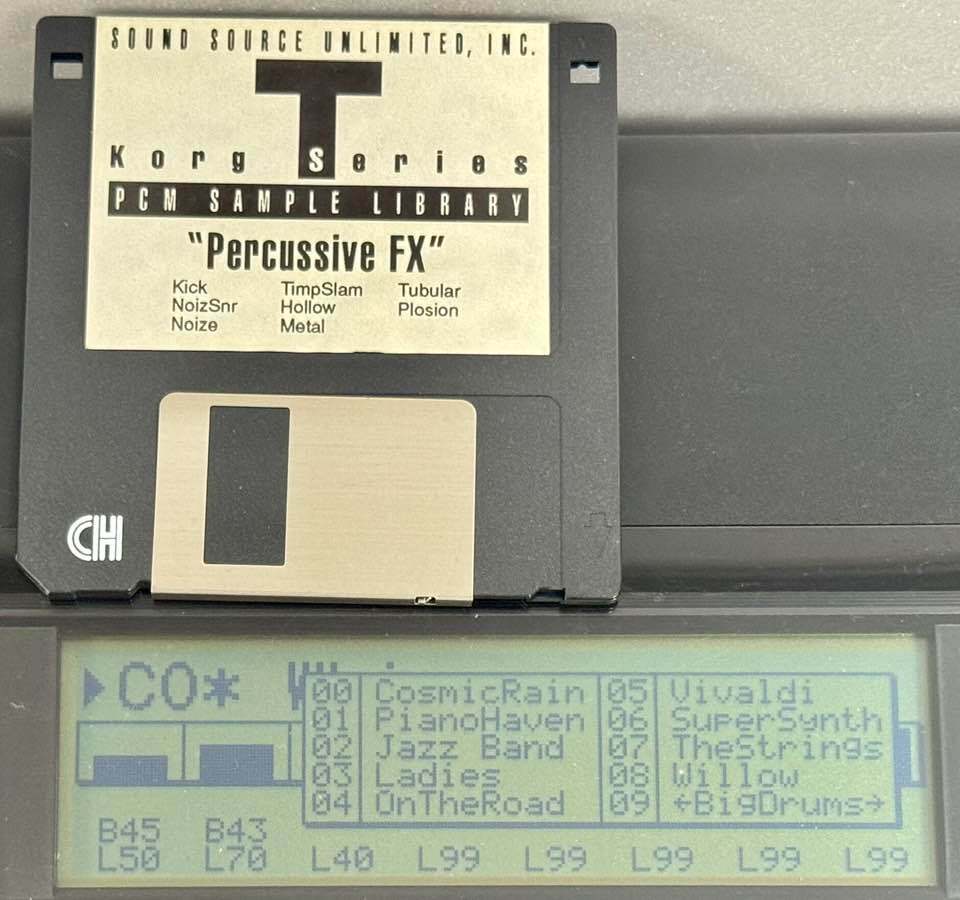 SOUND SOURCE UNLIMITED, INC.
T
Korg Series
PCM SAMPLE LIBRARY
"Percussive FX"
Kick TimpSlam Tubular
NoizSnr Hollow Plosion
Noize Metal
CH
CO*
00 CosmicRain 05 Vivaldi
01 PianoHaven 06 SuperSynth
02 Jazz Band 07 TheStrings
03 Ladies 08 Willow
04 OnTheRoad 09 ←BigDrums→
B45 B43
L50 L70 L40 L99 L99 L99 L99 L99